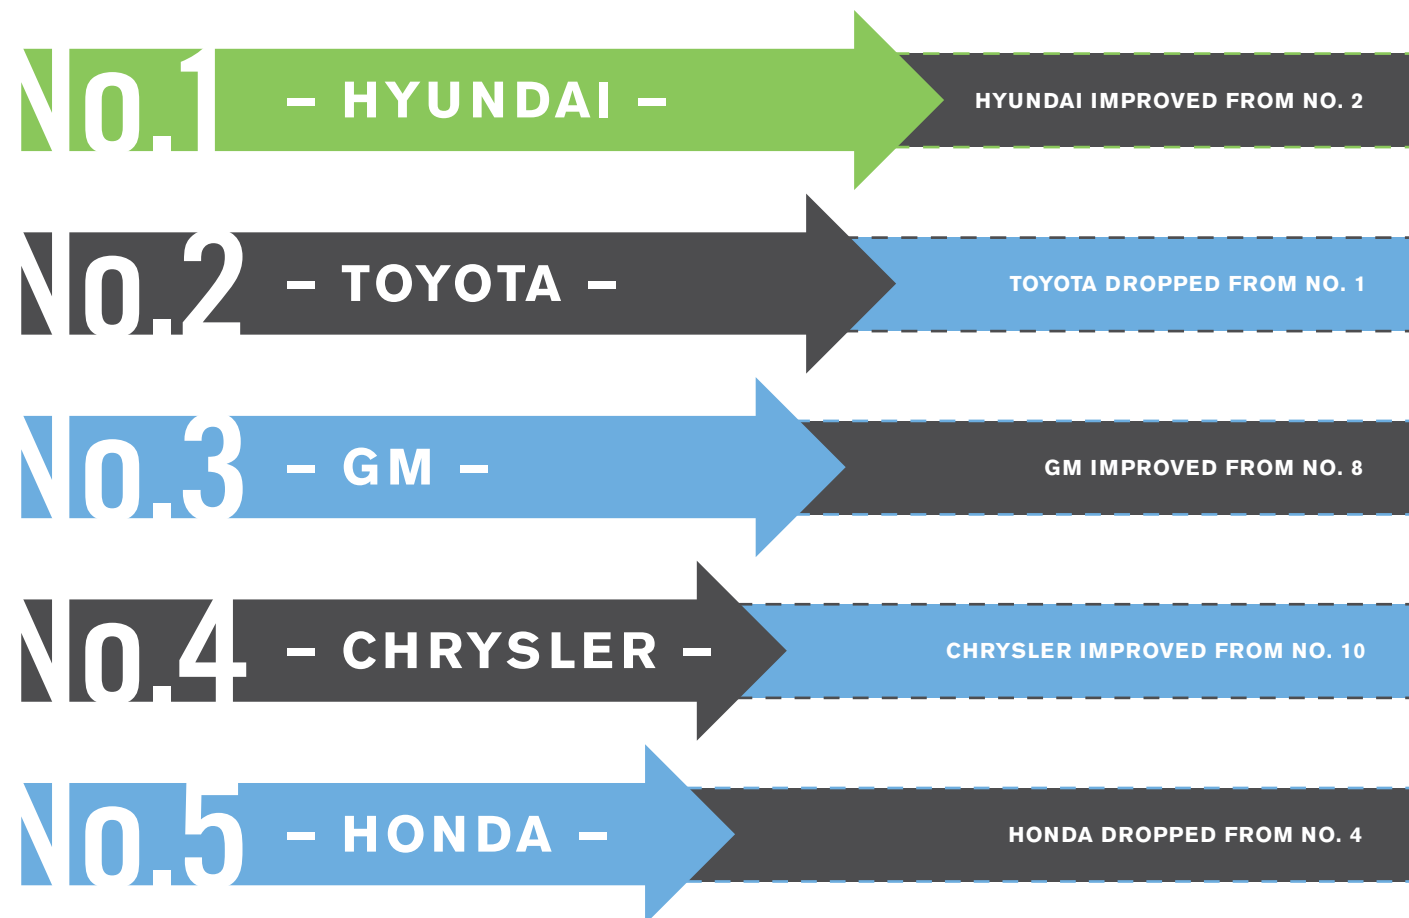 No.1 – HYUNDAI – HYUNDAI IMPROVED FROM NO. 2
No.2 – TOYOTA – TOYOTA DROPPED FROM NO. 1
No.3 – GM – GM IMPROVED FROM NO. 8
No.4 – CHRYSLER – CHRYSLER IMPROVED FROM NO. 10
No.5 – HONDA – HONDA DROPPED FROM NO. 4